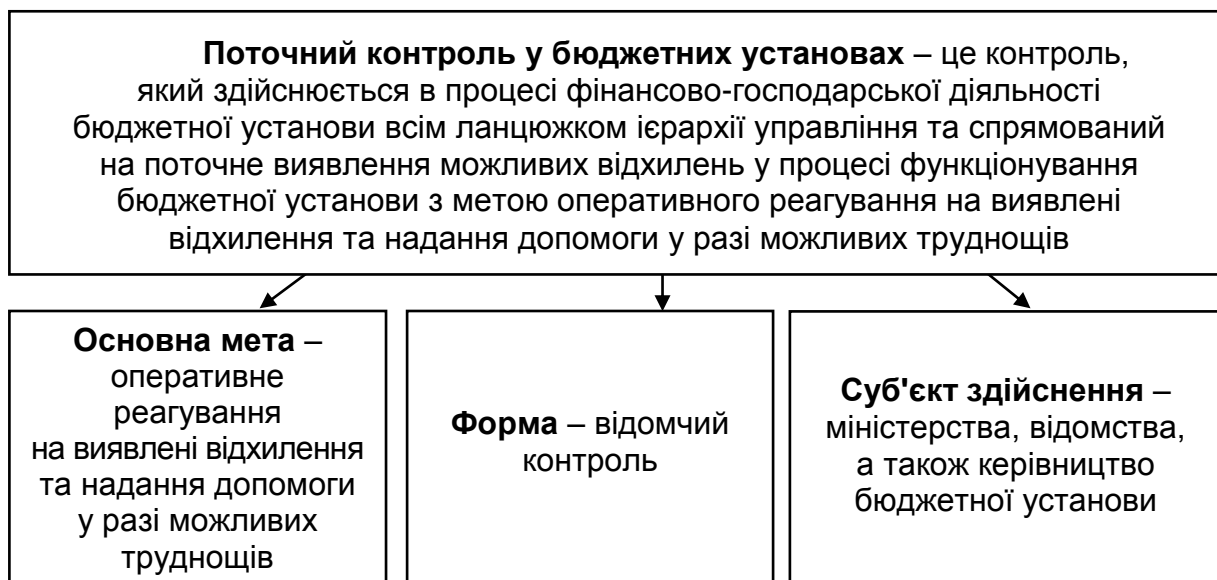 Поточний контроль у бюджетних установах – це контроль,
який здійснюється в процесі фінансово-господарської діяльності
бюджетної установи всім ланцюжком ієрархії управління та спрямований
на поточне виявлення можливих відхилень у процесі функціонування
бюджетної установи з метою оперативного реагування на виявлені
відхилення та надання допомоги у разі можливих труднощів
Основна мета –
оперативне
реагування
на виявлені відхилення
та надання допомоги
у разі можливих
труднощів
Форма – відомчий
контроль
Суб'єкт здійснення –
міністерства, відомства,
а також керівництво
бюджетної установи